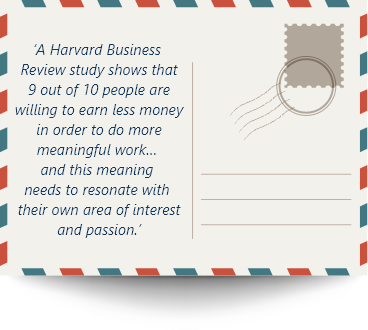 ‘A Harvard Business
Review study shows that
9 out of 10 people are
willing to earn less money
in order to do more
meaningful work...
and this meaning
needs to resonate with
their own area of interest
and passion.’